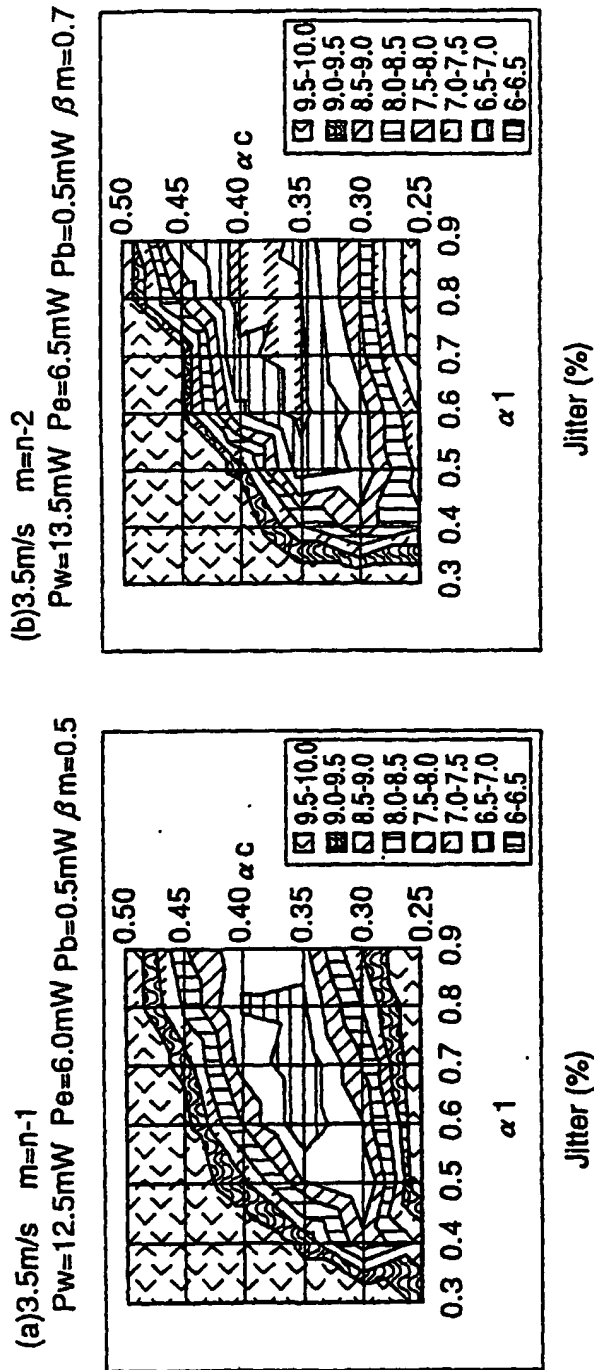 (a)3.5m/s m=n-1
Pw=12.5mW Pe=6.0mW Pb=0.5mW βm=0.5
0.50
0.45
0.40
0.35
0.30
0.25
αc
0.3 0.4 0.5 0.6 0.7 0.8 0.9
α1
9.5-10.0
9.0-9.5
8.5-9.0
8.0-8.5
7.5-8.0
7.0-7.5
6.5-7.0
6-6.5
Jitter (%)
(b)3.5m/s m=n-2
Pw=13.5mW Pe=6.5mW Pb=0.5mW βm=0.7
0.50
0.45
0.40
0.35
0.30
0.25
αc
0.3 0.4 0.5 0.6 0.7 0.8 0.9
α1
9.5-10.0
9.0-9.5
8.5-9.0
8.0-8.5
7.5-8.0
7.0-7.5
6.5-7.0
6-6.5
Jitter (%)